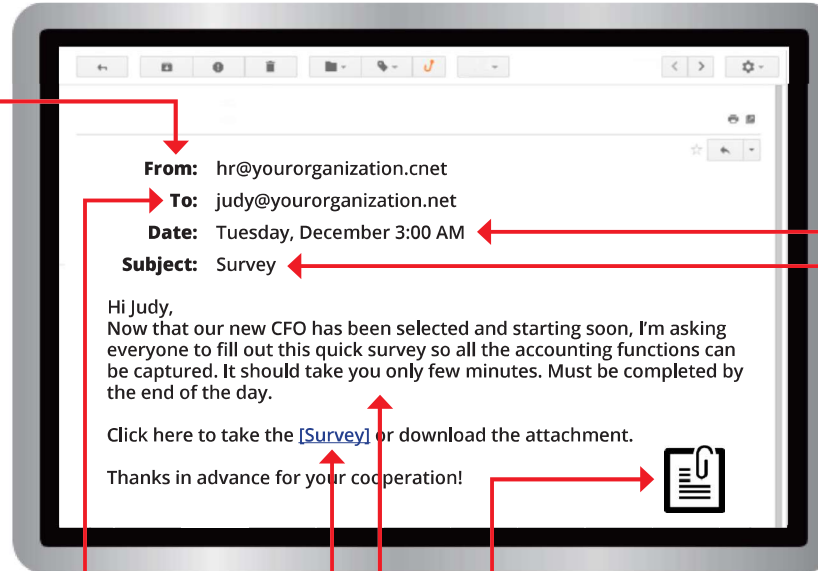 From: hr@yourorganization.cnet
To: judy@yourorganization.net
Date: Tuesday, December 3:00 AM
Subject: Survey
Hi Judy,
Now that our new CFO has been selected and starting soon, I'm asking
everyone to fill out this quick survey so all the accounting functions can
be captured. It should take you only few minutes. Must be completed by
the end of the day.
Click here to take the [Survey] or download the attachment.
Thanks in advance for your cooperation!